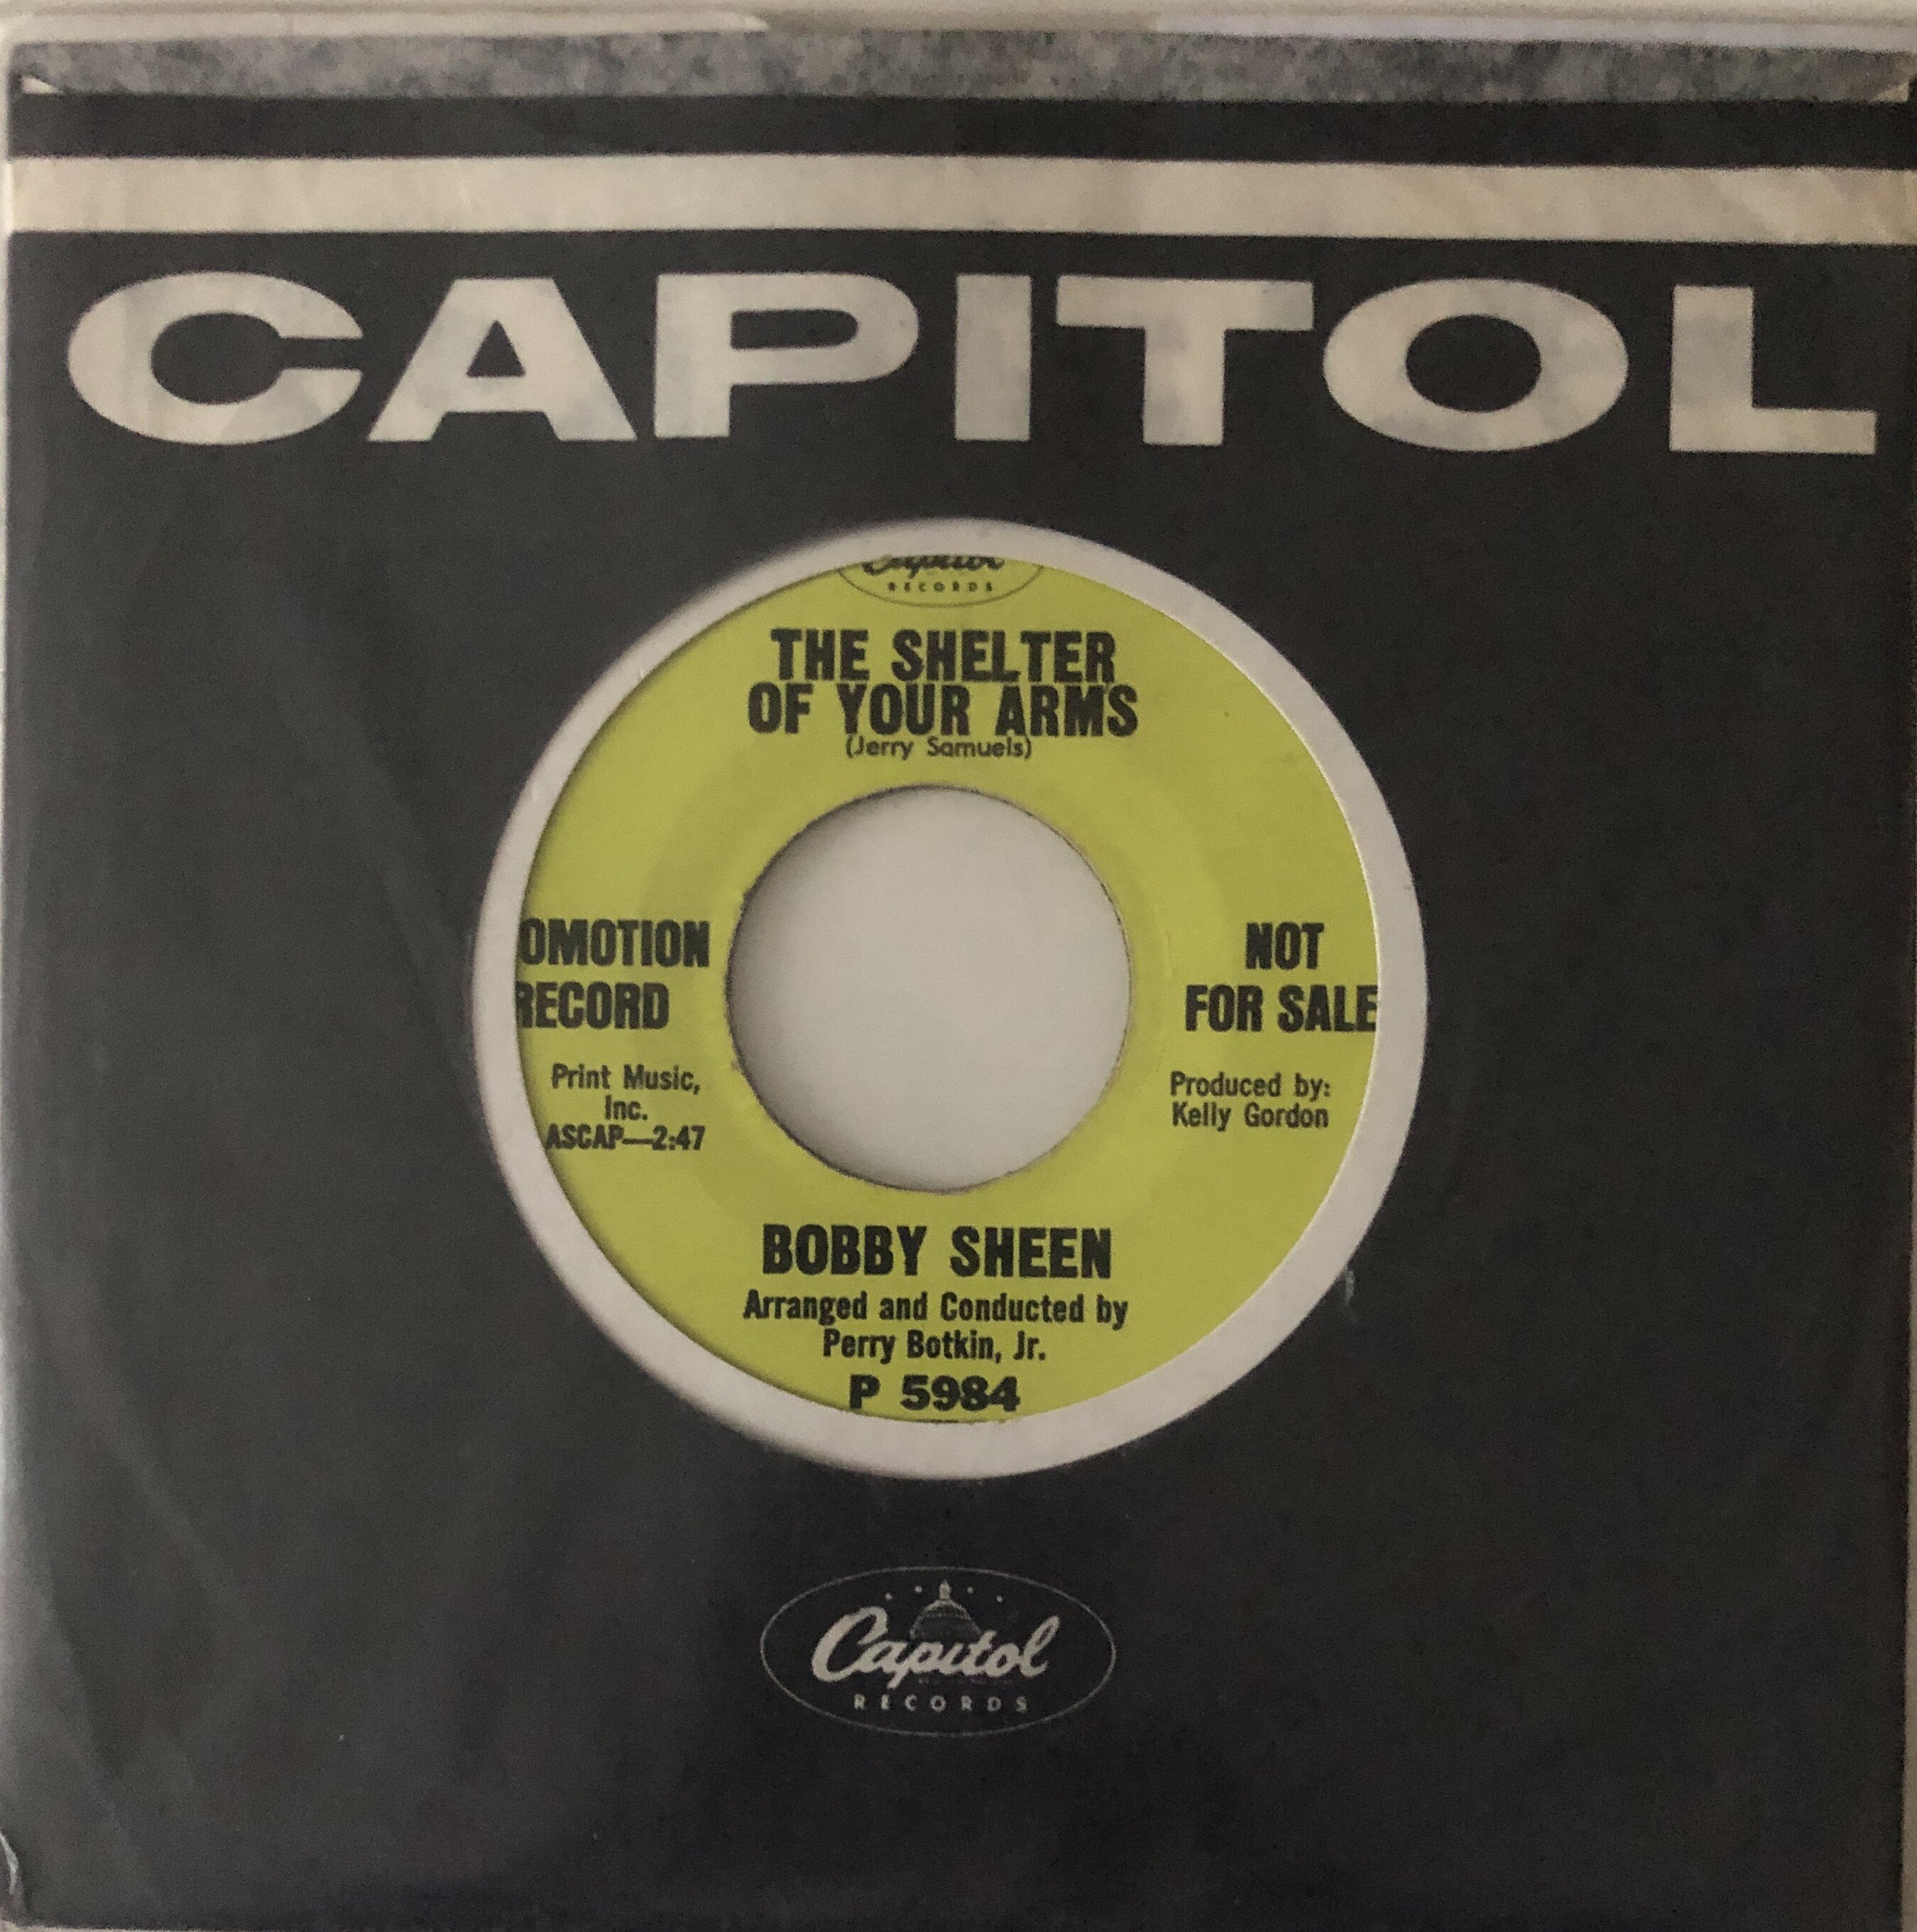 CAPITOL
Capitol
RECORDS
THE SHELTER
OF YOUR ARMS
(Jerry Samuels)
OMOTION
RECORD
NOT
FOR SALE
Print Music,
Inc.
ASCAP—2:47
Produced by:
Kelly Gordon
BOBBY SHEEN
Arranged and Conducted by
Perry Botkin, Jr.
P 5984
Capitol
RECORDS